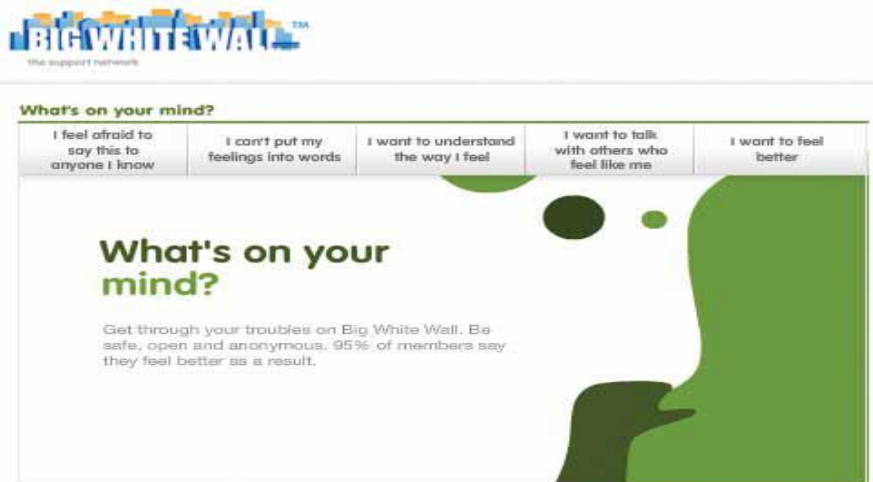 BIG WHITE WALL™
the support network
What's on your mind?
I feel afraid to
say this to
anyone I know
I can't put my
feelings into words
I want to understand
the way I feel
I want to talk
with others who
feel like me
I want to feel
better
What's on your
mind?
Get through your troubles on Big White Wall. Be
safe, open and anonymous. 95% of members say
they feel better as a result.